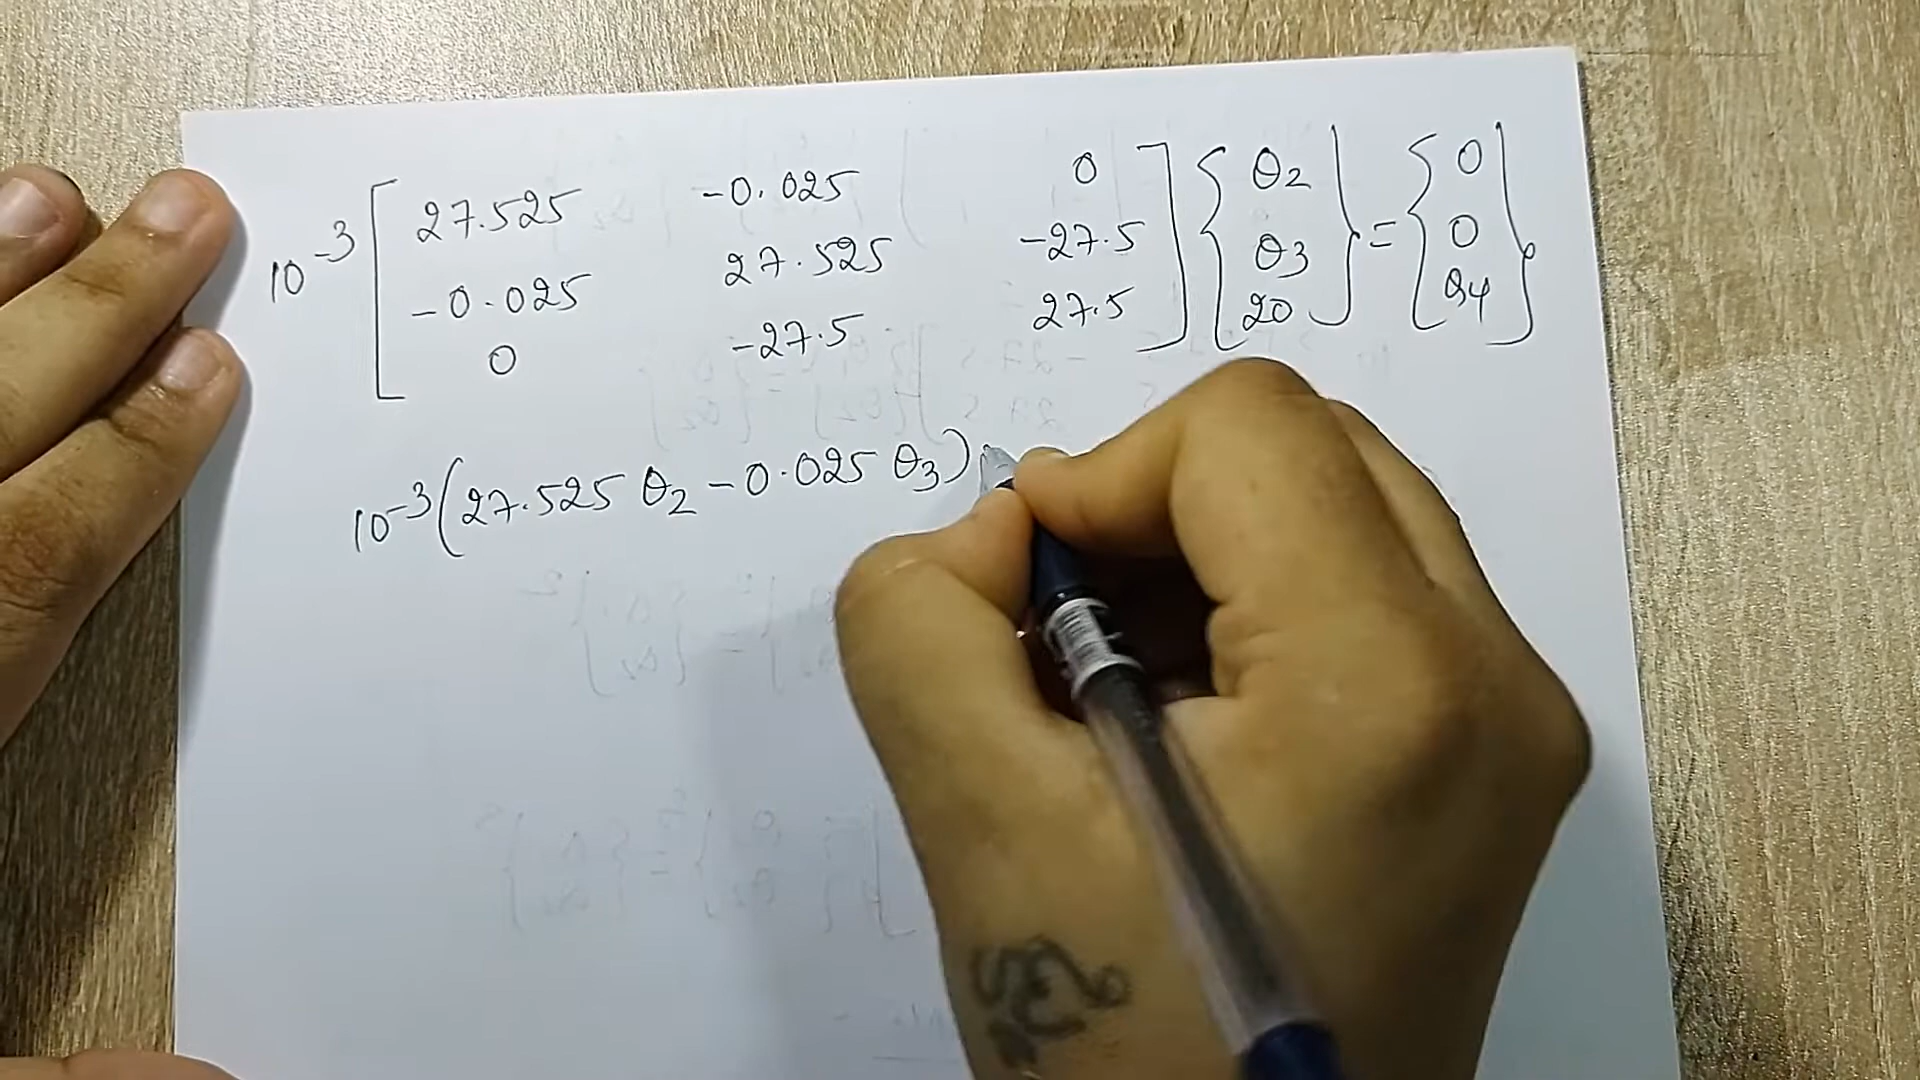 10⁻³ [ 27.525 -0.025 0 ] { θ2 } = { 0 }
-0.025 27.525 -27.5 θ3 0
0 -27.5 27.5 20 Q4
10⁻³(27.525 θ2 - 0.025 θ3)